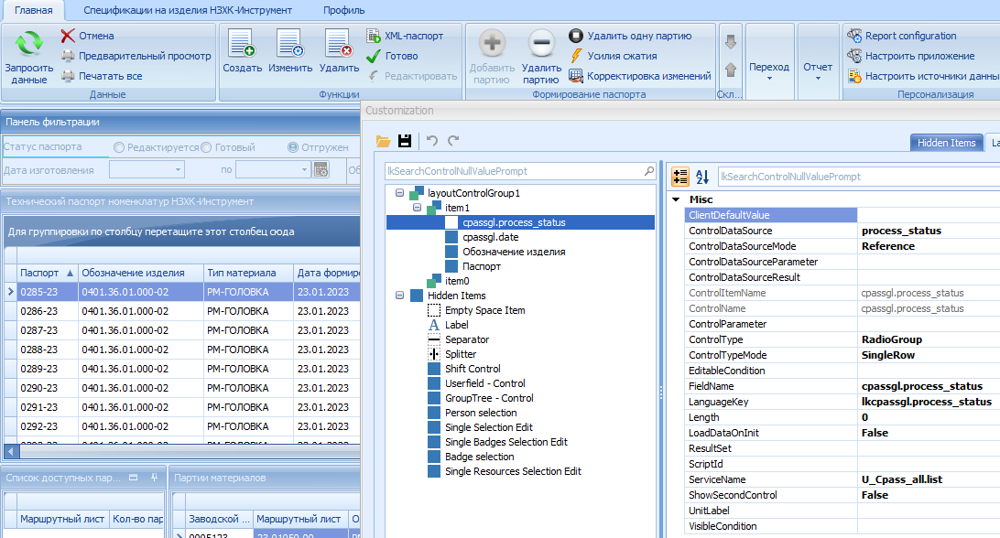 Главная Спецификации на изделия НЗХК-Инструмент Профиль
Запросить данные
Отмена
Предварительный просмотр
Печатать все
Данные
Создать Изменить Удалить
XML-паспорт
Готово
Редактировать
Функции
Добавить партию
Удалить партию
Удалить одну партию
Усилия сжатия
Корректировка изменений
Формирование паспорта
Скл...
Переход
Отчет
Report configuration
Настроить приложение
Настроить источники данны
Персонализация
Панель фильтрации
Статус паспорта Редактируется Готовый Отгружен
Дата изготовления по Об
Технический паспорт номенклатур НЗХК-Инструмент
Для группировки по столбцу перетащите этот столбец сюда
Паспорт Обозначение изделия Тип материала Дата формиро
0285-23 0401.36.01.000-02 РМ-ГОЛОВКА 23.01.2023
0286-23 0401.36.01.000-02 РМ-ГОЛОВКА 23.01.2023
0287-23 0401.36.01.000-02 РМ-ГОЛОВКА 23.01.2023
0288-23 0401.36.01.000-02 РМ-ГОЛОВКА 23.01.2023
0289-23 0401.36.01.000-02 РМ-ГОЛОВКА 23.01.2023
0290-23 0401.36.01.000-02 РМ-ГОЛОВКА 23.01.2023
0291-23 0401.36.01.000-02 РМ-ГОЛОВКА 23.01.2023
0292-23 0401.36.01.000-02 РМ-ГОЛОВКА 23.01.2023
Список доступных пар... Партии материалов
Маршрутный лист Кол-во пар Заводской ... Маршрутный лист О
Customization
Hidden Items La
lkSearchControlNullValuePrompt
layoutControlGroup1
item1
cpassgl.process_status
cpassgl.date
Обозначение изделия
Паспорт
item0
Hidden Items
Empty Space Item
A Label
Separator
Splitter
Shift Control
Userfield - Control
GroupTree - Control
Person selection
Single Selection Edit
Single Badges Selection Edit
Badge selection
Single Resources Selection Edit
lkSearchControlNullValuePrompt
Misc
ClientDefaultValue
ControlDataSource process_status
ControlDataSourceMode Reference
ControlDataSourceParameter
ControlDataSourceResult
ControlItemName cpassgl.process_status
ControlName cpassgl.process_status
ControlParameter
ControlType RadioGroup
ControlTypeMode SingleRow
EditableCondition
FieldName cpassgl.process_status
LanguageKey lkcpassgl.process_status
Length 0
LoadDataOnInit False
ResultSet
ScriptId
ServiceName U_Cpass_all.list
ShowSecondControl False
UnitLabel
VisibleCondition